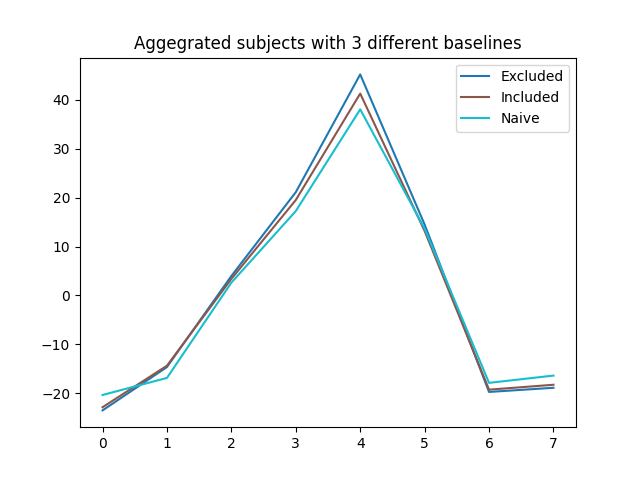 Aggegrated subjects with 3 different baselines
Excluded
Included
Naive
40
30
20
10
0
−10
−20
0 1 2 3 4 5 6 7